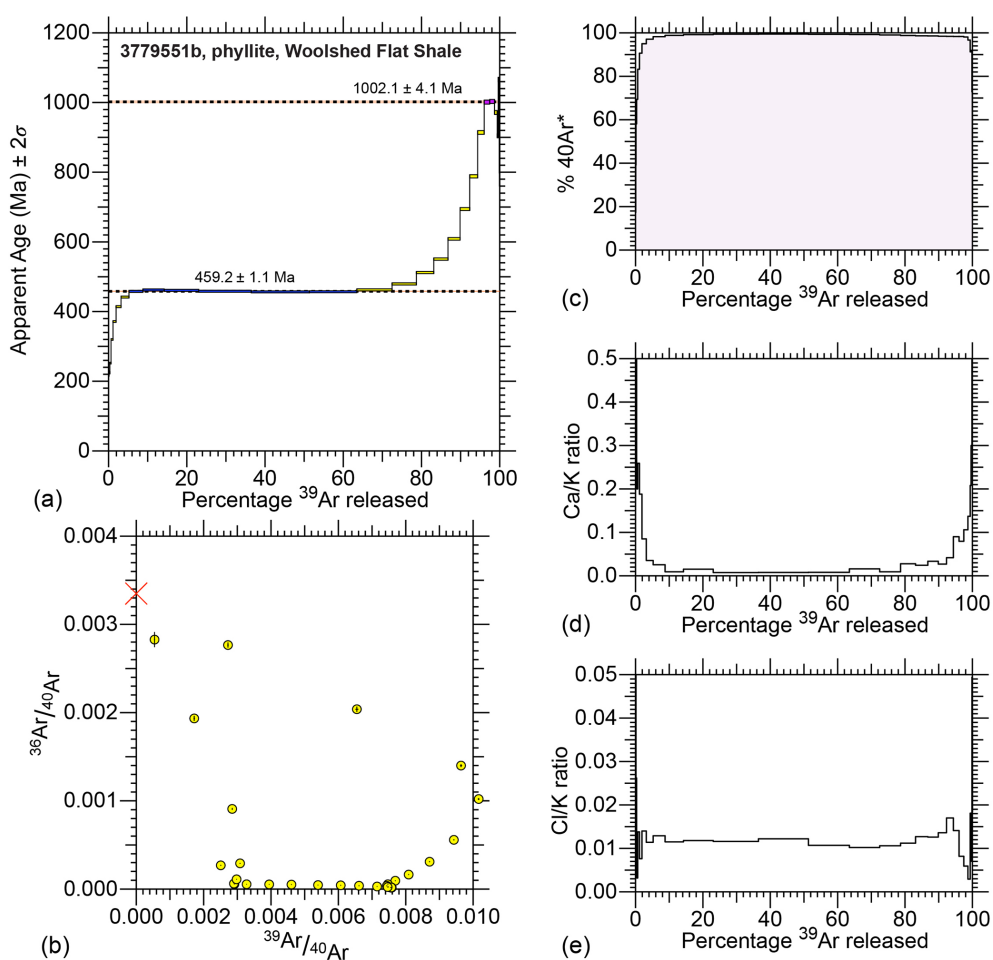 3779551b, phyllite, Woolshed Flat Shale
1002.1 ± 4.1 Ma
459.2 ± 1.1 Ma
Apparent Age (Ma) ± 2σ
1200
1000
800
600
400
200
0
0 20 40 60 80 100
Percentage 39Ar released
(a)
% 40Ar*
100
80
60
40
20
0
0 20 40 60 80 100
Percentage 39Ar released
(c)
Ca/K ratio
0.5
0.4
0.3
0.2
0.1
0.0
0 20 40 60 80 100
Percentage 39Ar released
(d)
36Ar/40Ar
0.004
0.003
0.002
0.001
0.000
0.000 0.002 0.004 0.006 0.008 0.010
39Ar/40Ar
(b)
Cl/K ratio
0.05
0.04
0.03
0.02
0.01
0.00
0 20 40 60 80 100
Percentage 39Ar released
(e)